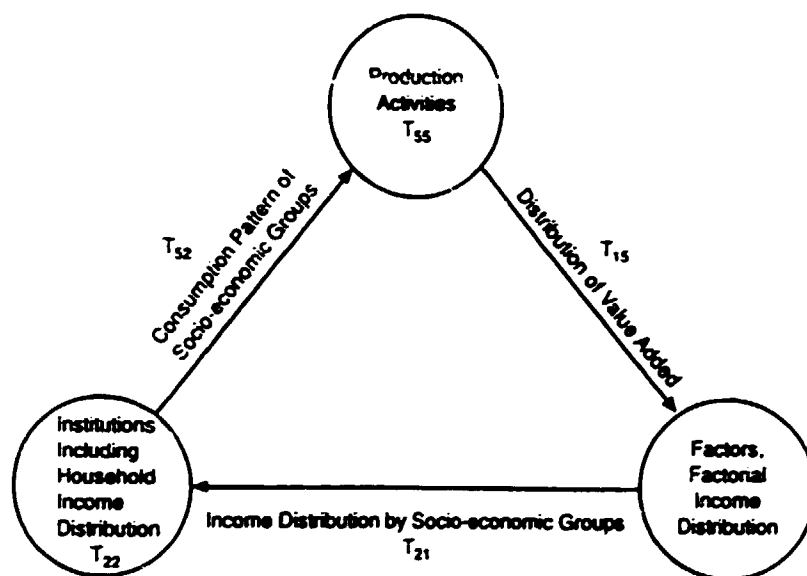 Production
Activities
T55
Consumption Pattern of
Socio-economic Groups
T52
Distribution of Value Added
T15
Institutions
Including
Household
Income
Distribution
T22
Factors,
Factorial
Income
Distribution
Income Distribution by Socio-economic Groups
T21